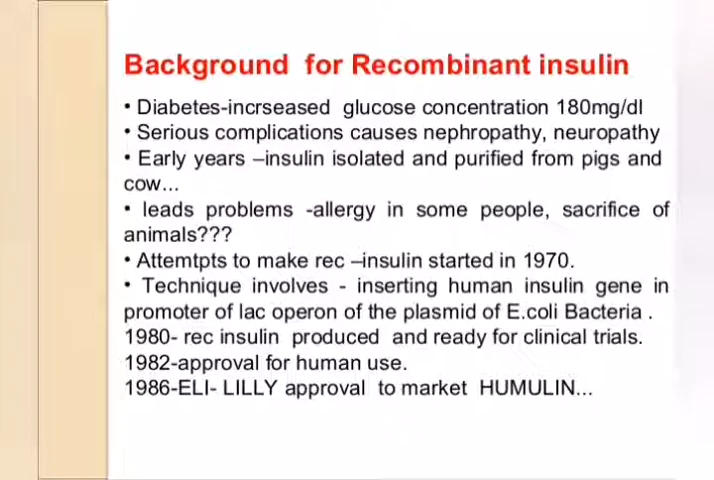 Background for Recombinant insulin
• Diabetes-incrseased glucose concentration 180mg/dl
• Serious complications causes nephropathy, neuropathy
• Early years –insulin isolated and purified from pigs and
cow...
• leads problems -allergy in some people, sacrifice of
animals???
• Attemtpts to make rec –insulin started in 1970.
• Technique involves - inserting human insulin gene in
promoter of lac operon of the plasmid of E.coli Bacteria .
1980- rec insulin produced and ready for clinical trials.
1982-approval for human use.
1986-ELI- LILLY approval to market HUMULIN...